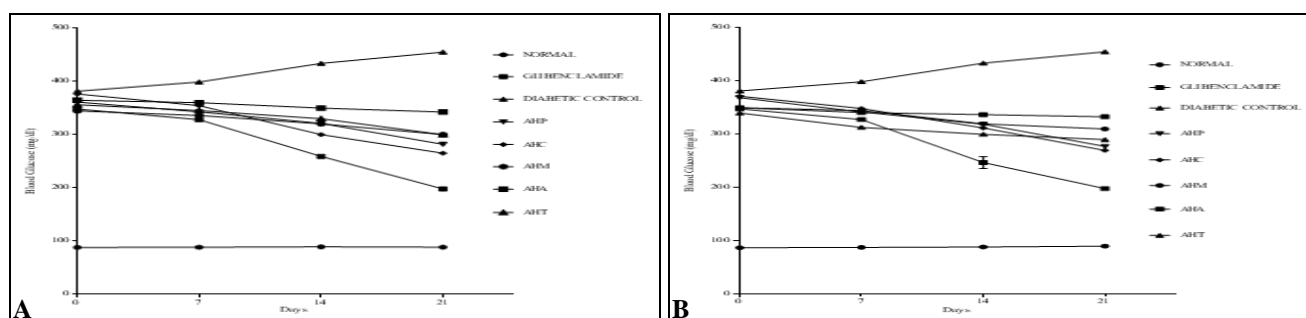 500
400
300
200
100
0
0 7 14 21
Days
Blood Glucose (mg/dl)
NORMAL
GLIBENCLAMIDE
DIABETIC CONTROL
AHP
AHC
AHM
AHA
AHT
A
500
400
300
200
100
0
0 7 14 21
Days
Blood Glucose (mg/dl)
NORMAL
GLIBENCLAMIDE
DIABETIC CONTROL
AHP
AHC
AHM
AHA
AHT
B